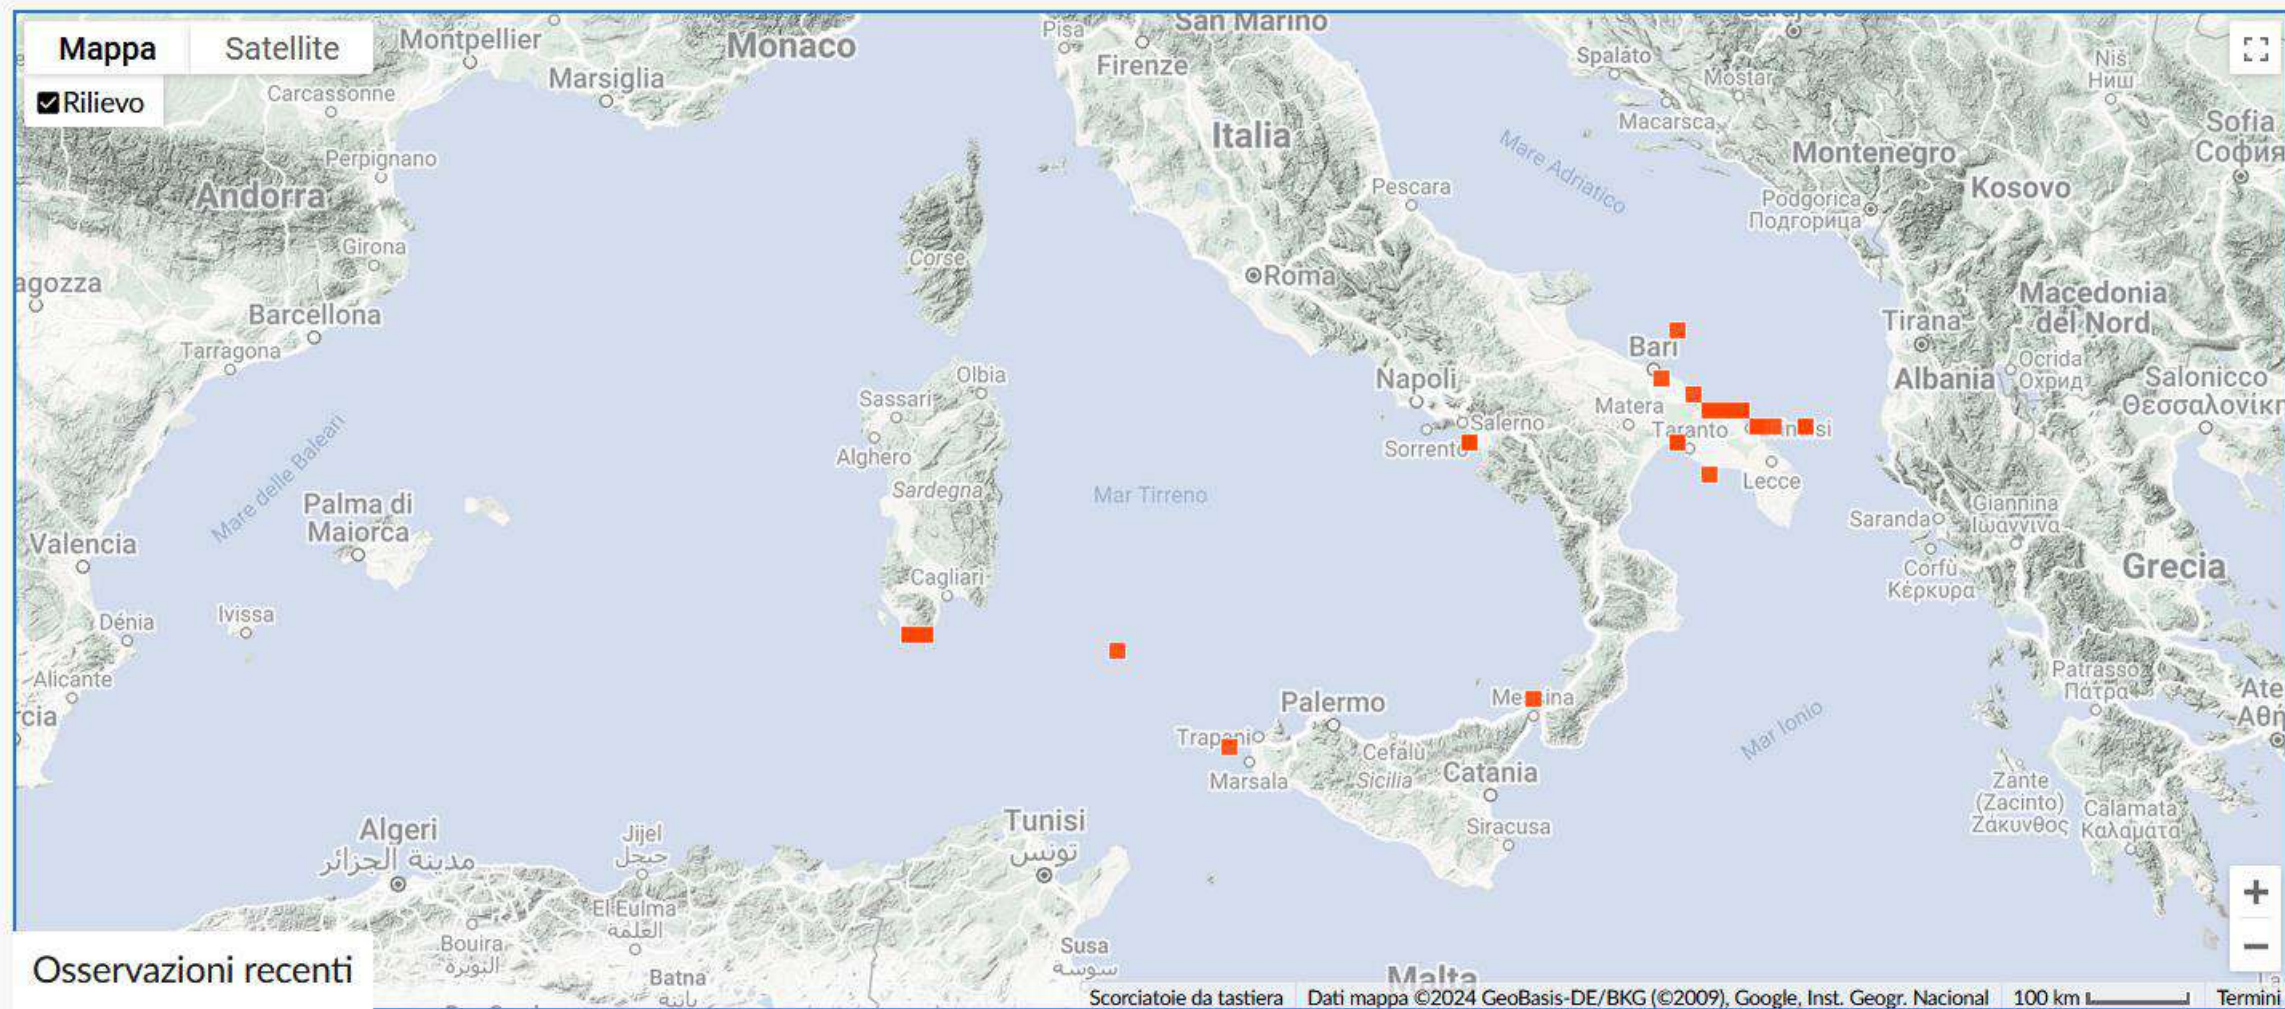 Mappa
Satellite
Rilievo
Montpellier
Monaco
Pisa
San Marino
Firenze
Spalato
Mostar
Niš
Ниш
Carcassonne
Marsiglia
Italia
Macarsca
Sofia
София
Perpignano
Andorra
Mare Adriatico
Montenegro
Kosovo
Pescara
Podgorica
Подгорица
Girona
Corse
Roma
agozza
Barcellona
Macedonia
del Nord
Tirana
Tarragona
Bari
Ocrida
Охрид
Olbia
Napoli
Albania
Salonicco
Θεσσαλονίκη
Sassari
Matera
Salerno
Taranto
Sorrento
Alghero
Mare delle Baleari
Sardegna
Mar Tirreno
Lecce
Palma di
Maiorca
Giannina
Ιωάννινα
Saranda
Valencia
Cagliari
Corfù
Κέρκυρα
Grecia
Ivissa
Dénia
Alicante
Patrasso
Πάτρα
Ate
Αθή
rcia
Palermo
Mar Ionio
Trapani
Cefalù
Sicilia
Catania
Marsala
Zante
(Zacinto)
Ζάκυνθος
Calamata
Καλαμάτα
Algeri
مدينة الجزائر
Jijel
جيجل
Tunisi
تونس
Siracusa
El Eulma
العلمة
Bouira
البويرة
Susa
سوسة
Batna
باتنة
Malta
Osservazioni recenti
+
−
Scorciatoie da tastiera
Dati mappa ©2024 GeoBasis-DE/BKG (©2009), Google, Inst. Geogr. Nacional
100 km
Termini